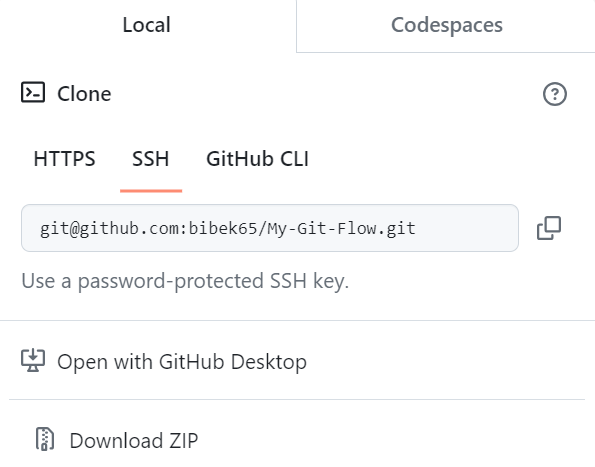 Local Codespaces
Clone
HTTPS SSH GitHub CLI
git@github.com:bibek65/My-Git-Flow.git
Use a password-protected SSH key.
Open with GitHub Desktop
Download ZIP